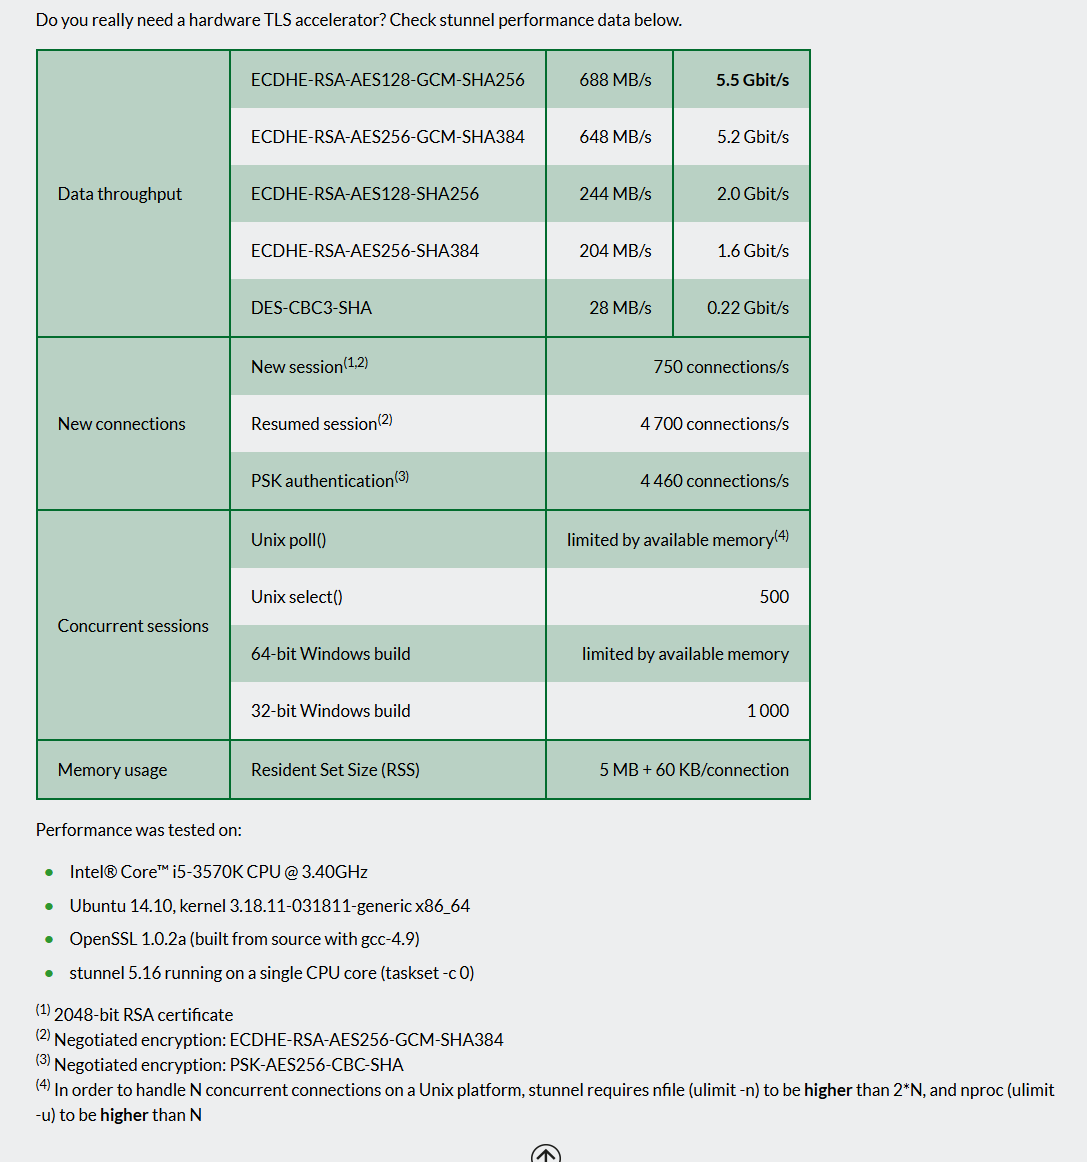 Do you really need a hardware TLS accelerator? Check stunnel performance data below.
Data throughput
ECDHE-RSA-AES128-GCM-SHA256 688 MB/s 5.5 Gbit/s
ECDHE-RSA-AES256-GCM-SHA384 648 MB/s 5.2 Gbit/s
ECDHE-RSA-AES128-SHA256 244 MB/s 2.0 Gbit/s
ECDHE-RSA-AES256-SHA384 204 MB/s 1.6 Gbit/s
DES-CBC3-SHA 28 MB/s 0.22 Gbit/s
New connections
New session(1,2) 750 connections/s
Resumed session(2) 4 700 connections/s
PSK authentication(3) 4 460 connections/s
Concurrent sessions
Unix poll() limited by available memory(4)
Unix select() 500
64-bit Windows build limited by available memory
32-bit Windows build 1 000
Memory usage Resident Set Size (RSS) 5 MB + 60 KB/connection
Performance was tested on:
• Intel® Core™ i5-3570K CPU @ 3.40GHz
• Ubuntu 14.10, kernel 3.18.11-031811-generic x86_64
• OpenSSL 1.0.2a (built from source with gcc-4.9)
• stunnel 5.16 running on a single CPU core (taskset -c 0)
(1) 2048-bit RSA certificate
(2) Negotiated encryption: ECDHE-RSA-AES256-GCM-SHA384
(3) Negotiated encryption: PSK-AES256-CBC-SHA
(4) In order to handle N concurrent connections on a Unix platform, stunnel requires nfile (ulimit -n) to be higher than 2*N, and nproc (ulimit
-u) to be higher than N